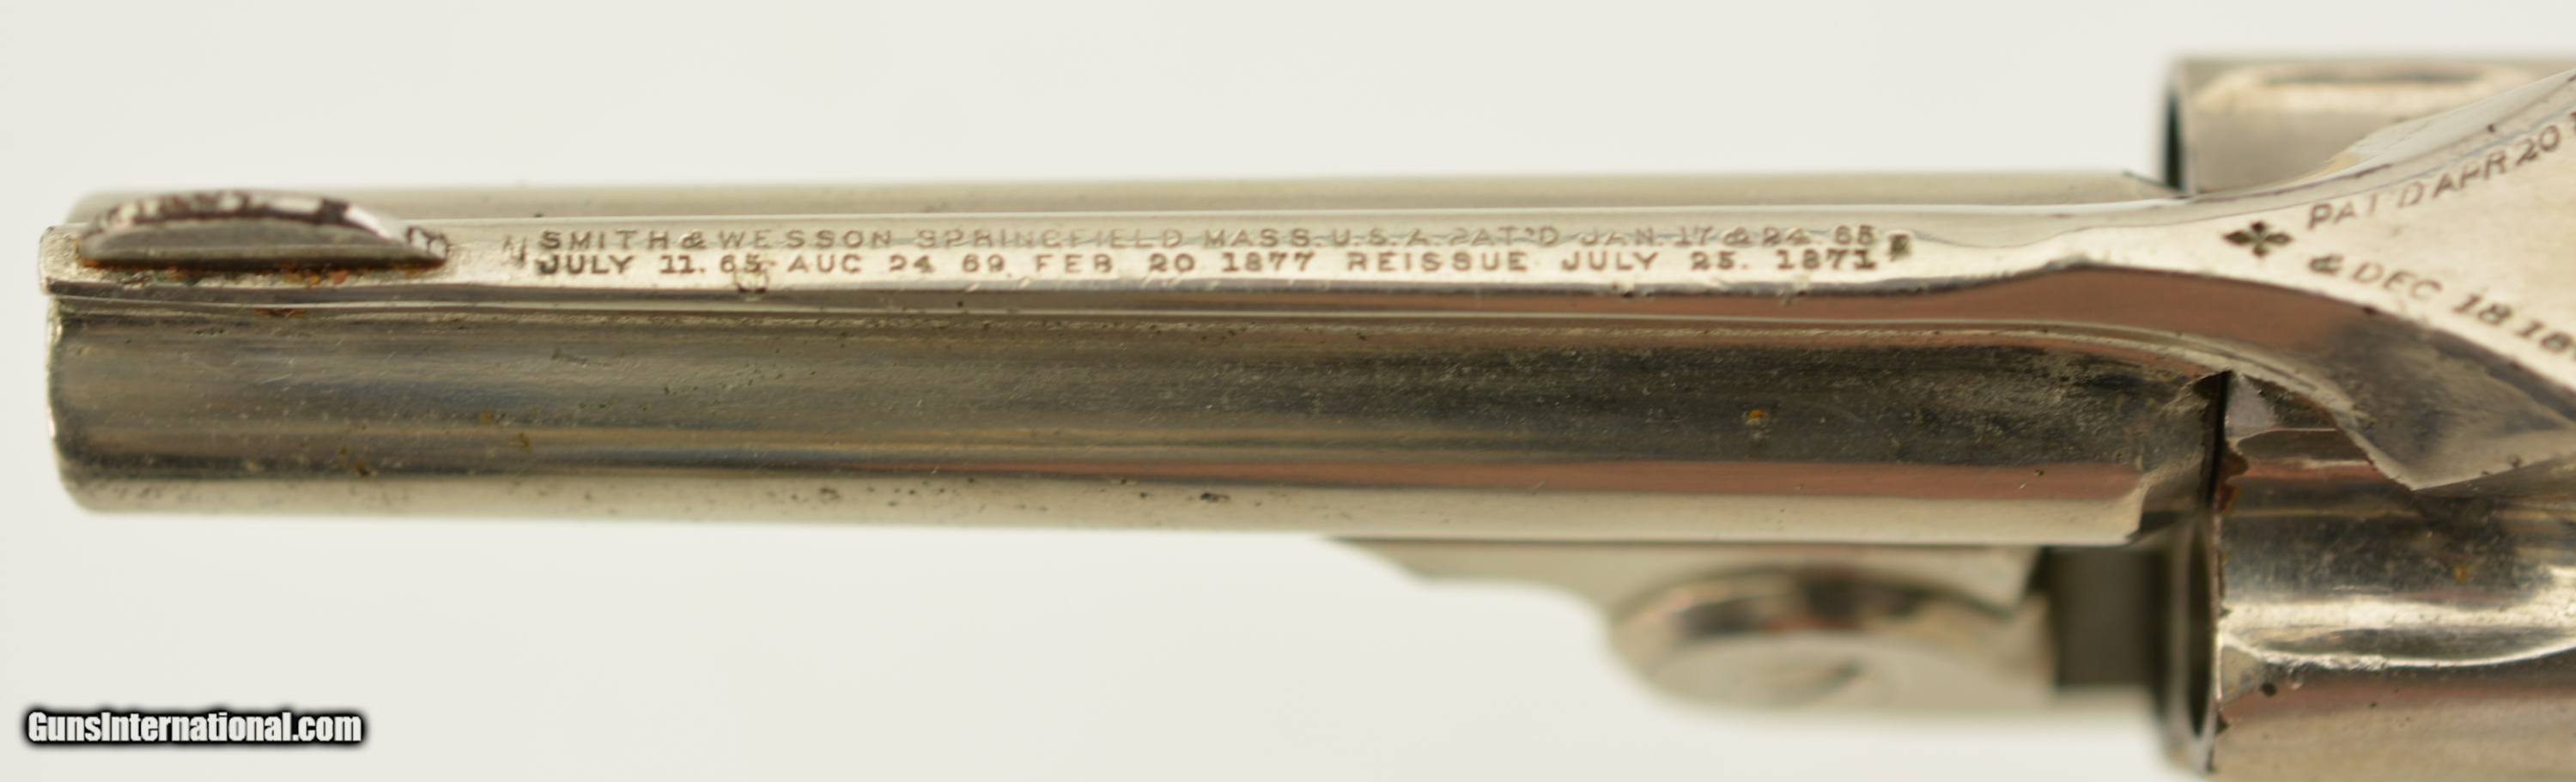 SMITH & WESSON SPRINGFIELD MASS. U.S.A. PAT'D JAN. 17 & 24 65
JULY 11. 65. AUG 24 69. FEB 20 1877 REISSUE JULY 25. 1871
PAT'D APR 20
& DEC 18 18
GunsInternational.com